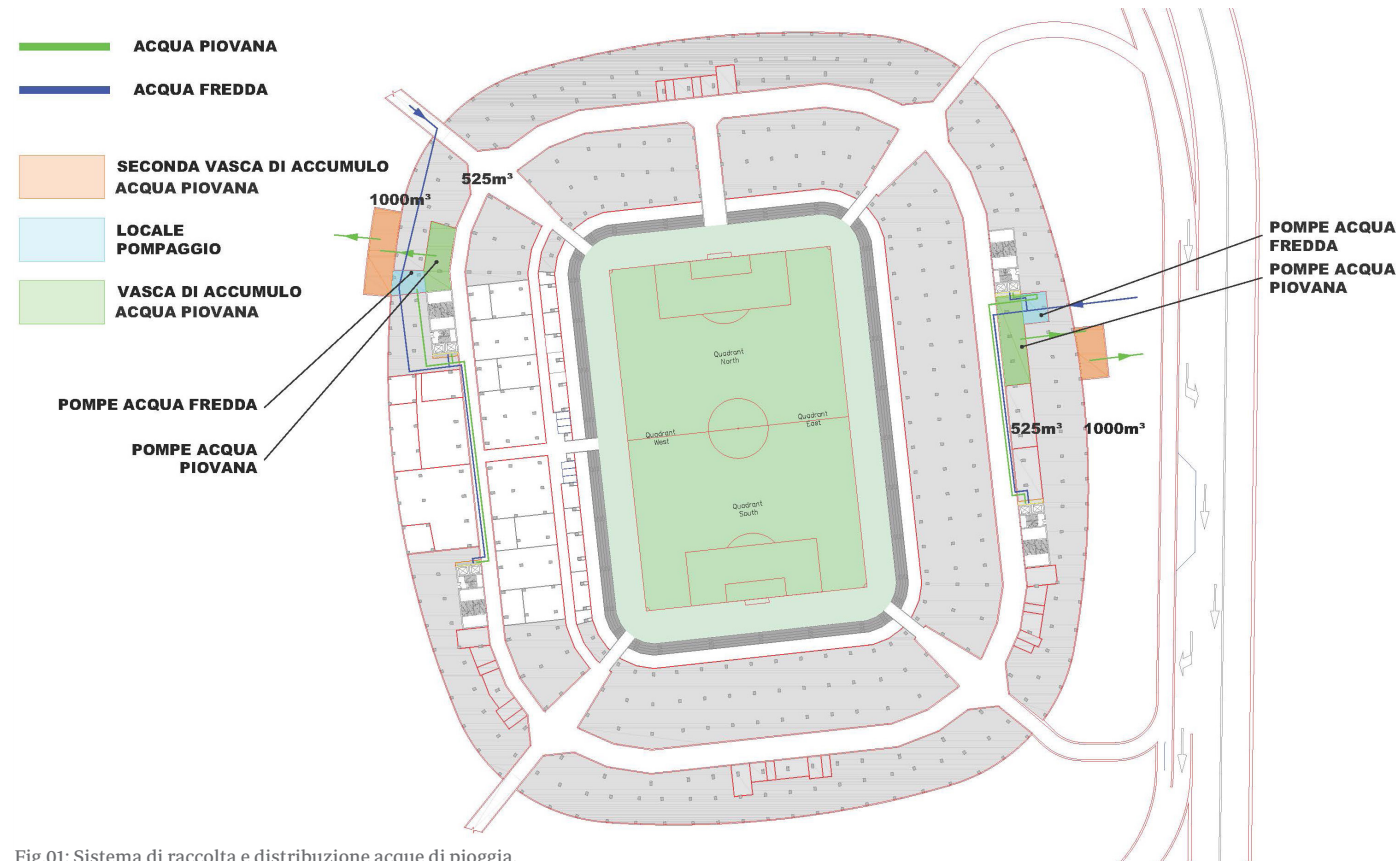 ACQUA PIOVANA
ACQUA FREDDA
SECONDA VASCA DI ACCUMULO
ACQUA PIOVANA
LOCALE
POMPAGGIO
VASCA DI ACCUMULO
ACQUA PIOVANA
POMPE ACQUA FREDDA
POMPE ACQUA
PIOVANA
1000m³
525m³
Quadrant
North
Quadrant
West
Quadrant
East
Quadrant
South
525m³
1000m³
POMPE ACQUA
FREDDA
POMPE ACQUA
PIOVANA
Fig 01: Sistema di raccolta e distribuzione acque di pioggia